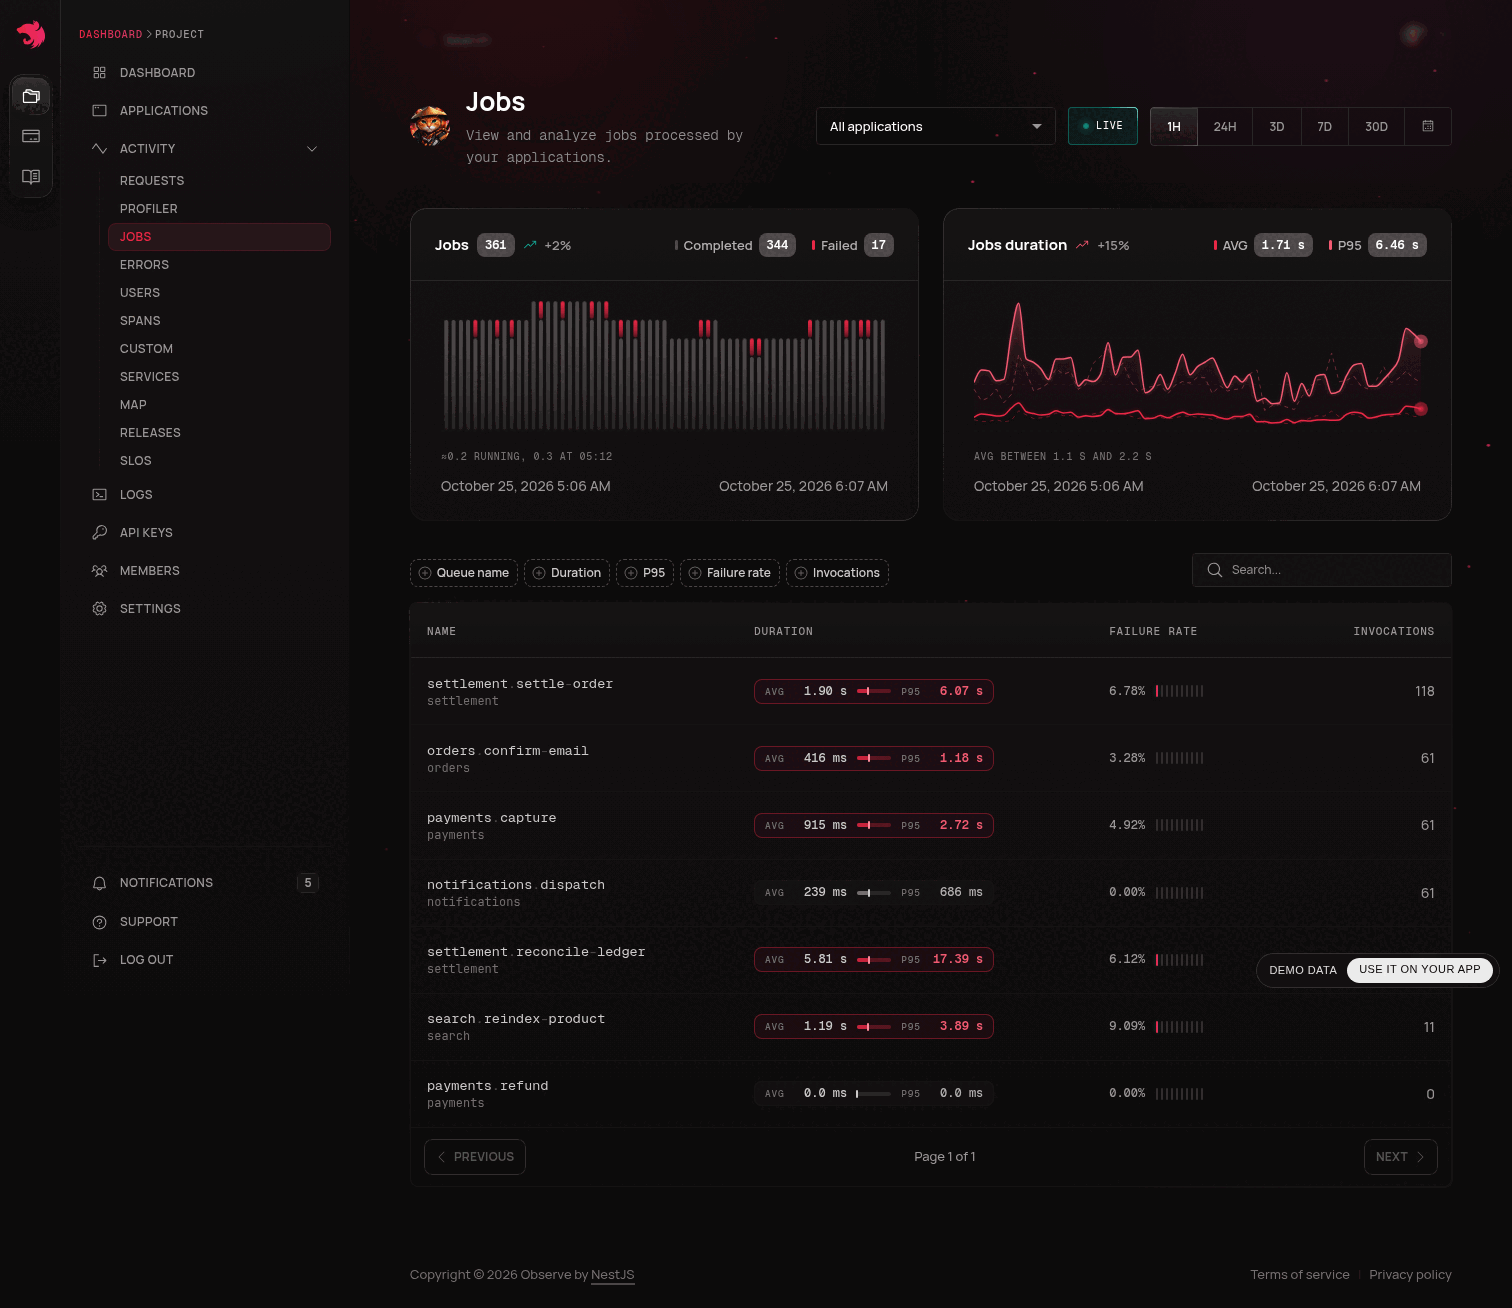 DASHBOARD > PROJECT
DASHBOARD
APPLICATIONS
ACTIVITY
REQUESTS
PROFILER
JOBS
ERRORS
USERS
SPANS
CUSTOM
SERVICES
MAP
RELEASES
SLOS
LOGS
API KEYS
MEMBERS
SETTINGS
NOTIFICATIONS 5
SUPPORT
LOG OUT
Jobs
View and analyze jobs processed by
your applications.
All applications
LIVE
1H 24H 3D 7D 30D
Jobs 361 +2% Completed 344 Failed 17
≈0.2 RUNNING, 0.3 AT 05:12
October 25, 2026 5:06 AM October 25, 2026 6:07 AM
Jobs duration +15% AVG 1.71 s P95 6.46 s
AVG BETWEEN 1.1 S AND 2.2 S
October 25, 2026 5:06 AM October 25, 2026 6:07 AM
Queue name Duration P95 Failure rate Invocations
Search...
NAME DURATION FAILURE RATE INVOCATIONS
settlement.settle-order AVG 1.90 s P95 6.07 s 6.78% 118
settlement
orders.confirm-email AVG 416 ms P95 1.18 s 3.28% 61
orders
payments.capture AVG 915 ms P95 2.72 s 4.92% 61
payments
notifications.dispatch AVG 239 ms P95 686 ms 0.00% 61
notifications
settlement.reconcile-ledger AVG 5.81 s P95 17.39 s 6.12%
settlement
DEMO DATA USE IT ON YOUR APP
search.reindex-product AVG 1.19 s P95 3.89 s 9.09% 11
search
payments.refund AVG 0.0 ms P95 0.0 ms 0.00% 0
payments
PREVIOUS Page 1 of 1 NEXT
Copyright © 2026 Observe by NestJS
Terms of service | Privacy policy